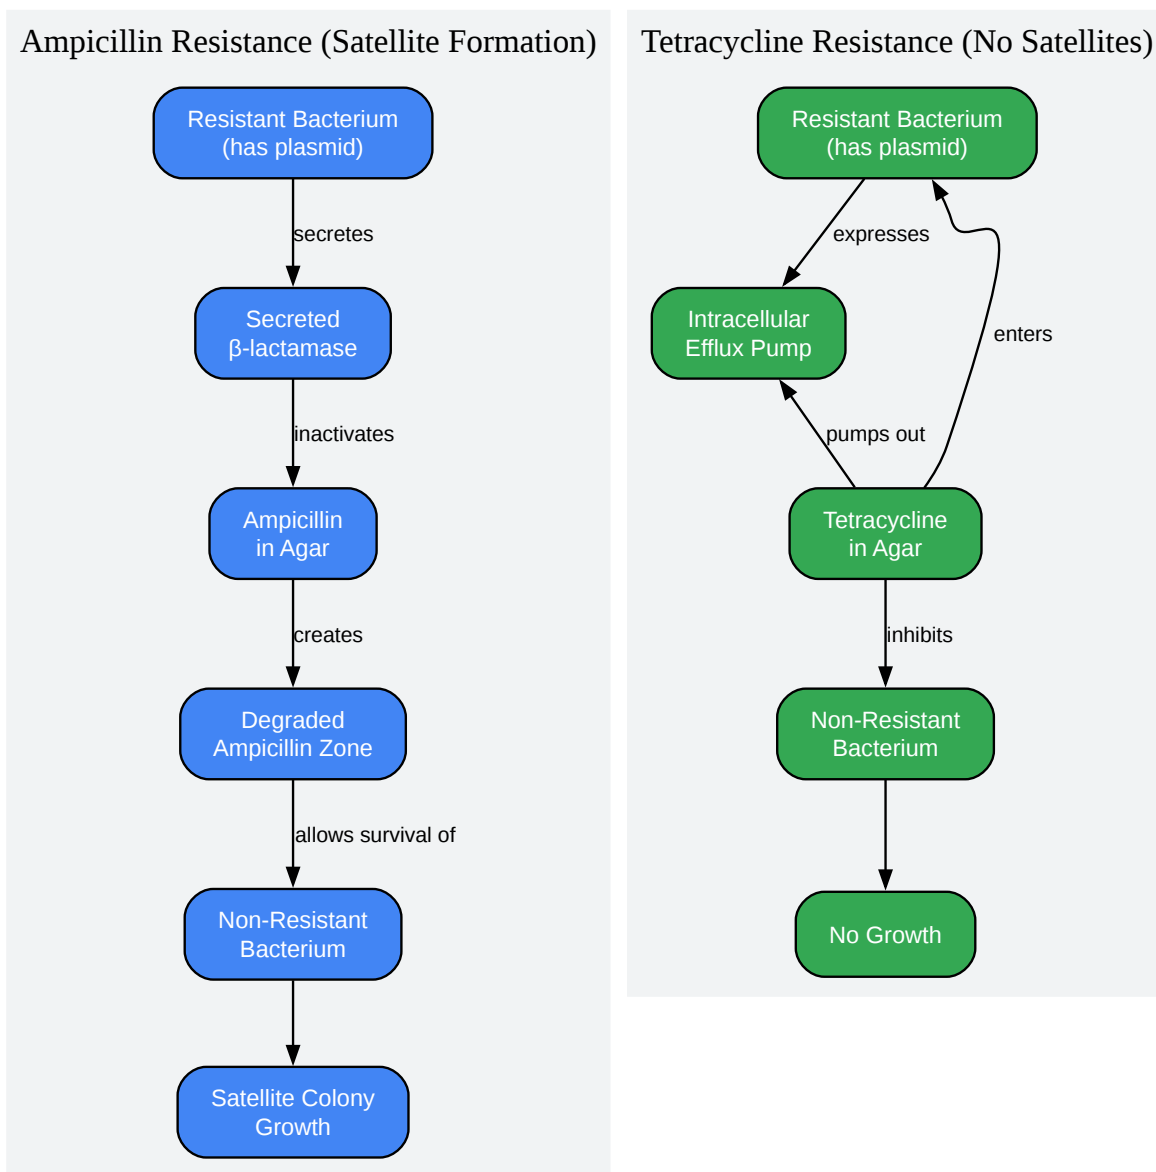 Ampicillin Resistance (Satellite Formation)
Resistant Bacterium
(has plasmid)
secretes
Secreted
β-lactamase
inactivates
Ampicillin
in Agar
creates
Degraded
Ampicillin Zone
allows survival of
Non-Resistant
Bacterium
Satellite Colony
Growth
Tetracycline Resistance (No Satellites)
Resistant Bacterium
(has plasmid)
expresses
Intracellular
Efflux Pump
enters
pumps out
Tetracycline
in Agar
inhibits
Non-Resistant
Bacterium
No Growth